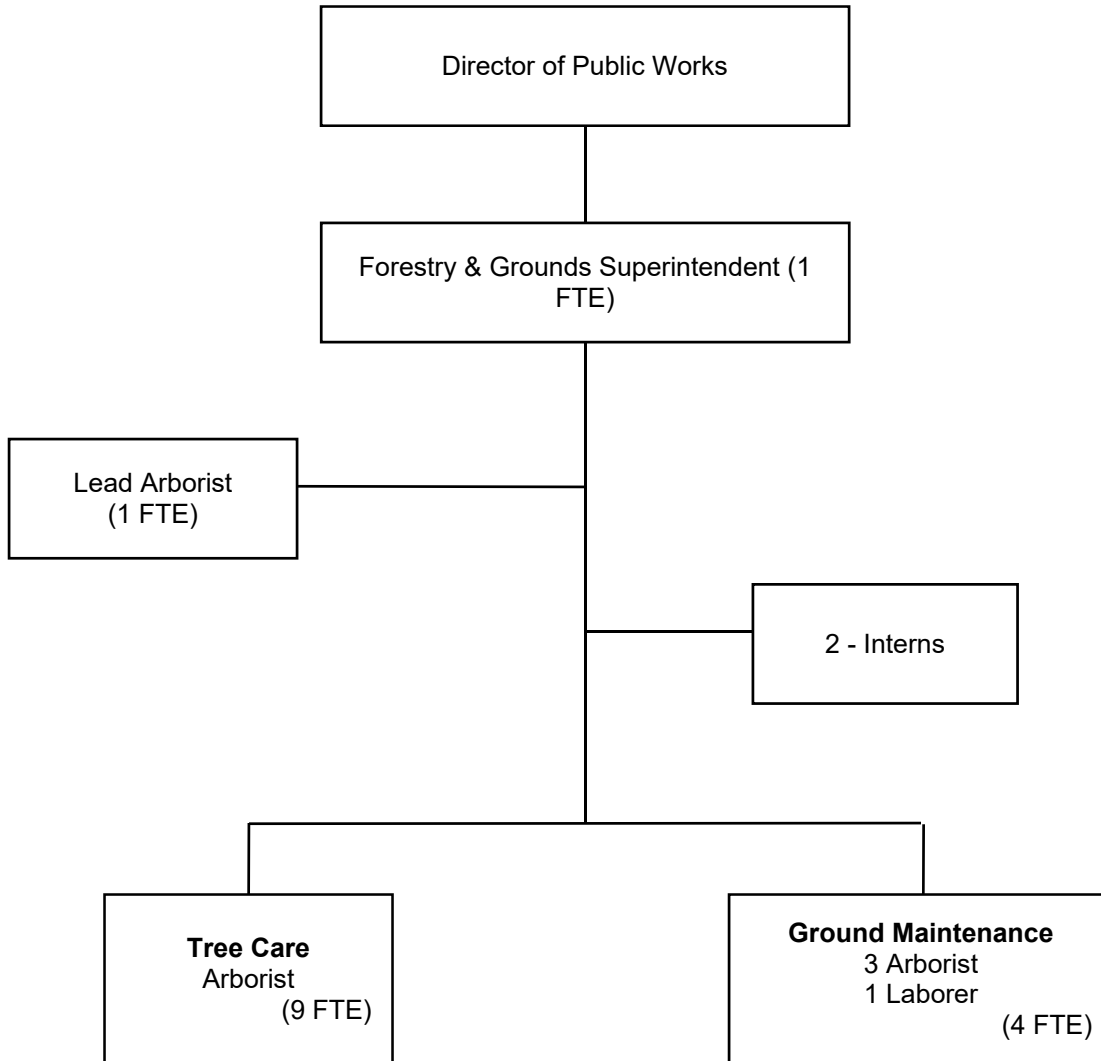 Director of Public Works
Forestry & Grounds Superintendent (1
FTE)
Lead Arborist
(1 FTE)
2 - Interns
Tree Care
Arborist
(9 FTE)
Ground Maintenance
3 Arborist
1 Laborer
(4 FTE)